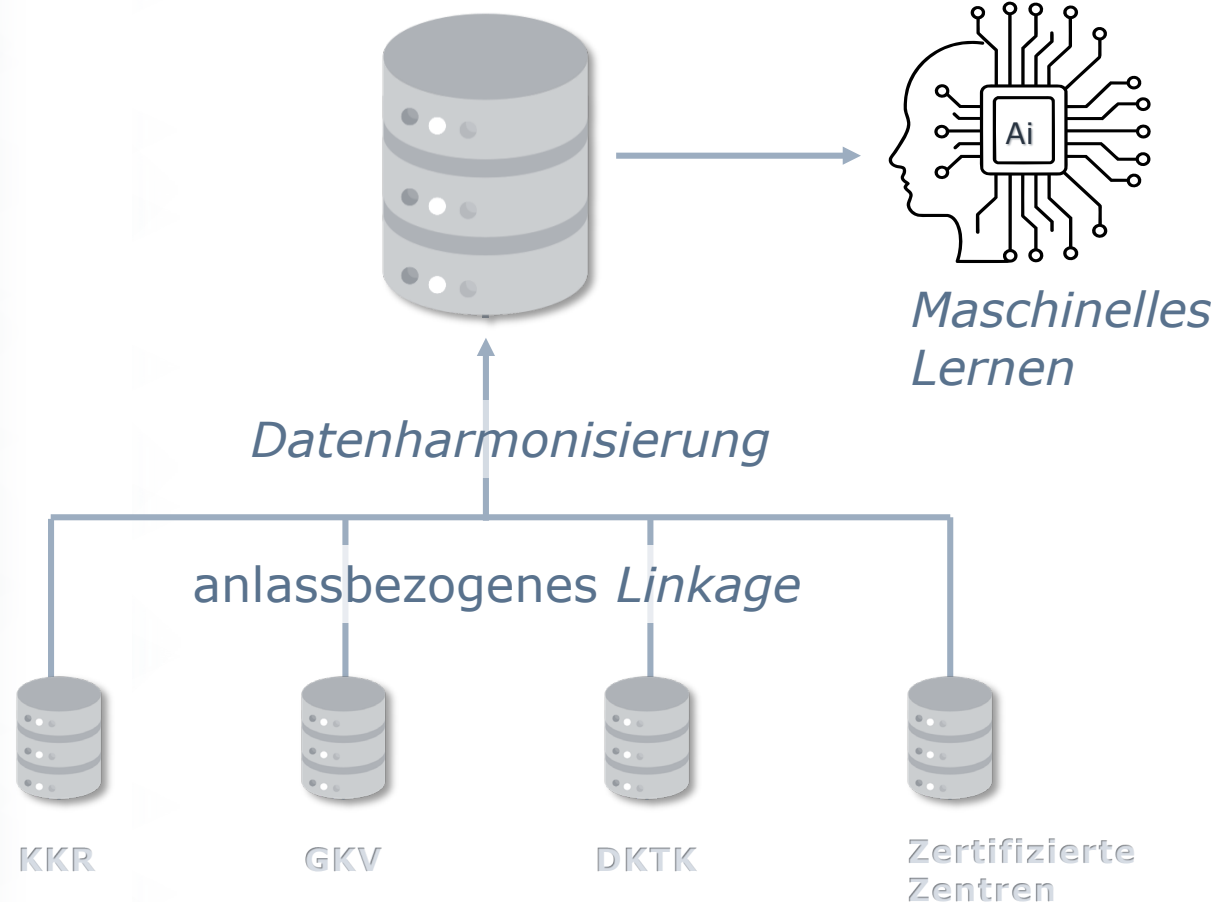 Ai
Maschinelles
Lernen
Datenharmonisierung
anlassbezogenes Linkage
KKR
GKV
DKTK
Zertifizierte
Zentren